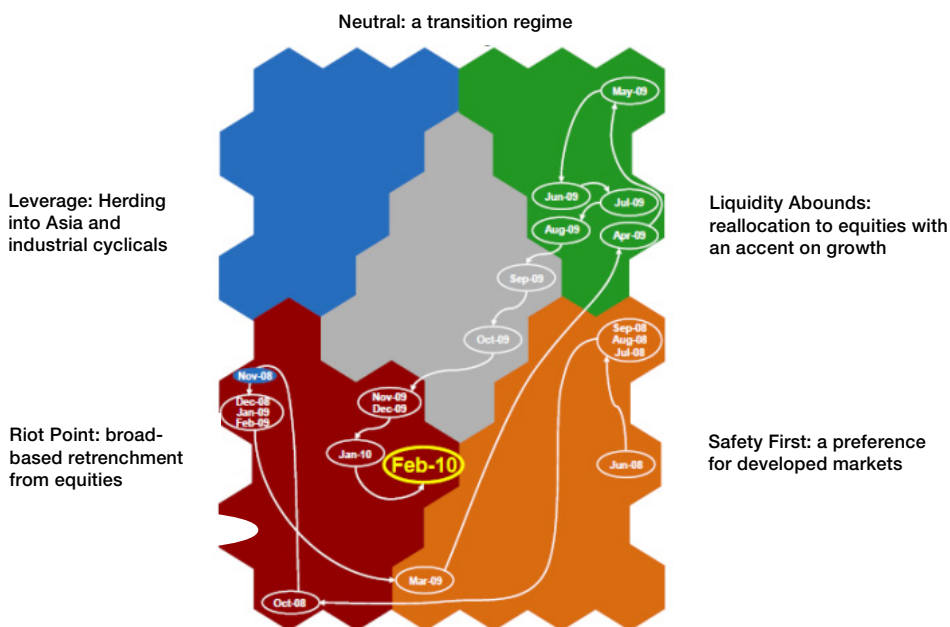 Neutral: a transition regime
May-09
Leverage: Herding
into Asia and
industrial cyclicals
Jun-09
Jul-09
Aug-09
Apr-09
Liquidity Abounds:
reallocation to equities with
an accent on growth
Sep-09
Oct-09
Sep-08
Aug-08
Jul-08
Nov-08
Dec-08
Jan-09
Feb-09
Nov-09
Dec-09
Riot Point: broad-
based retrenchment
from equities
Jan-10
Feb-10
Jun-08
Safety First: a preference
for developed markets
Mar-09
Oct-08